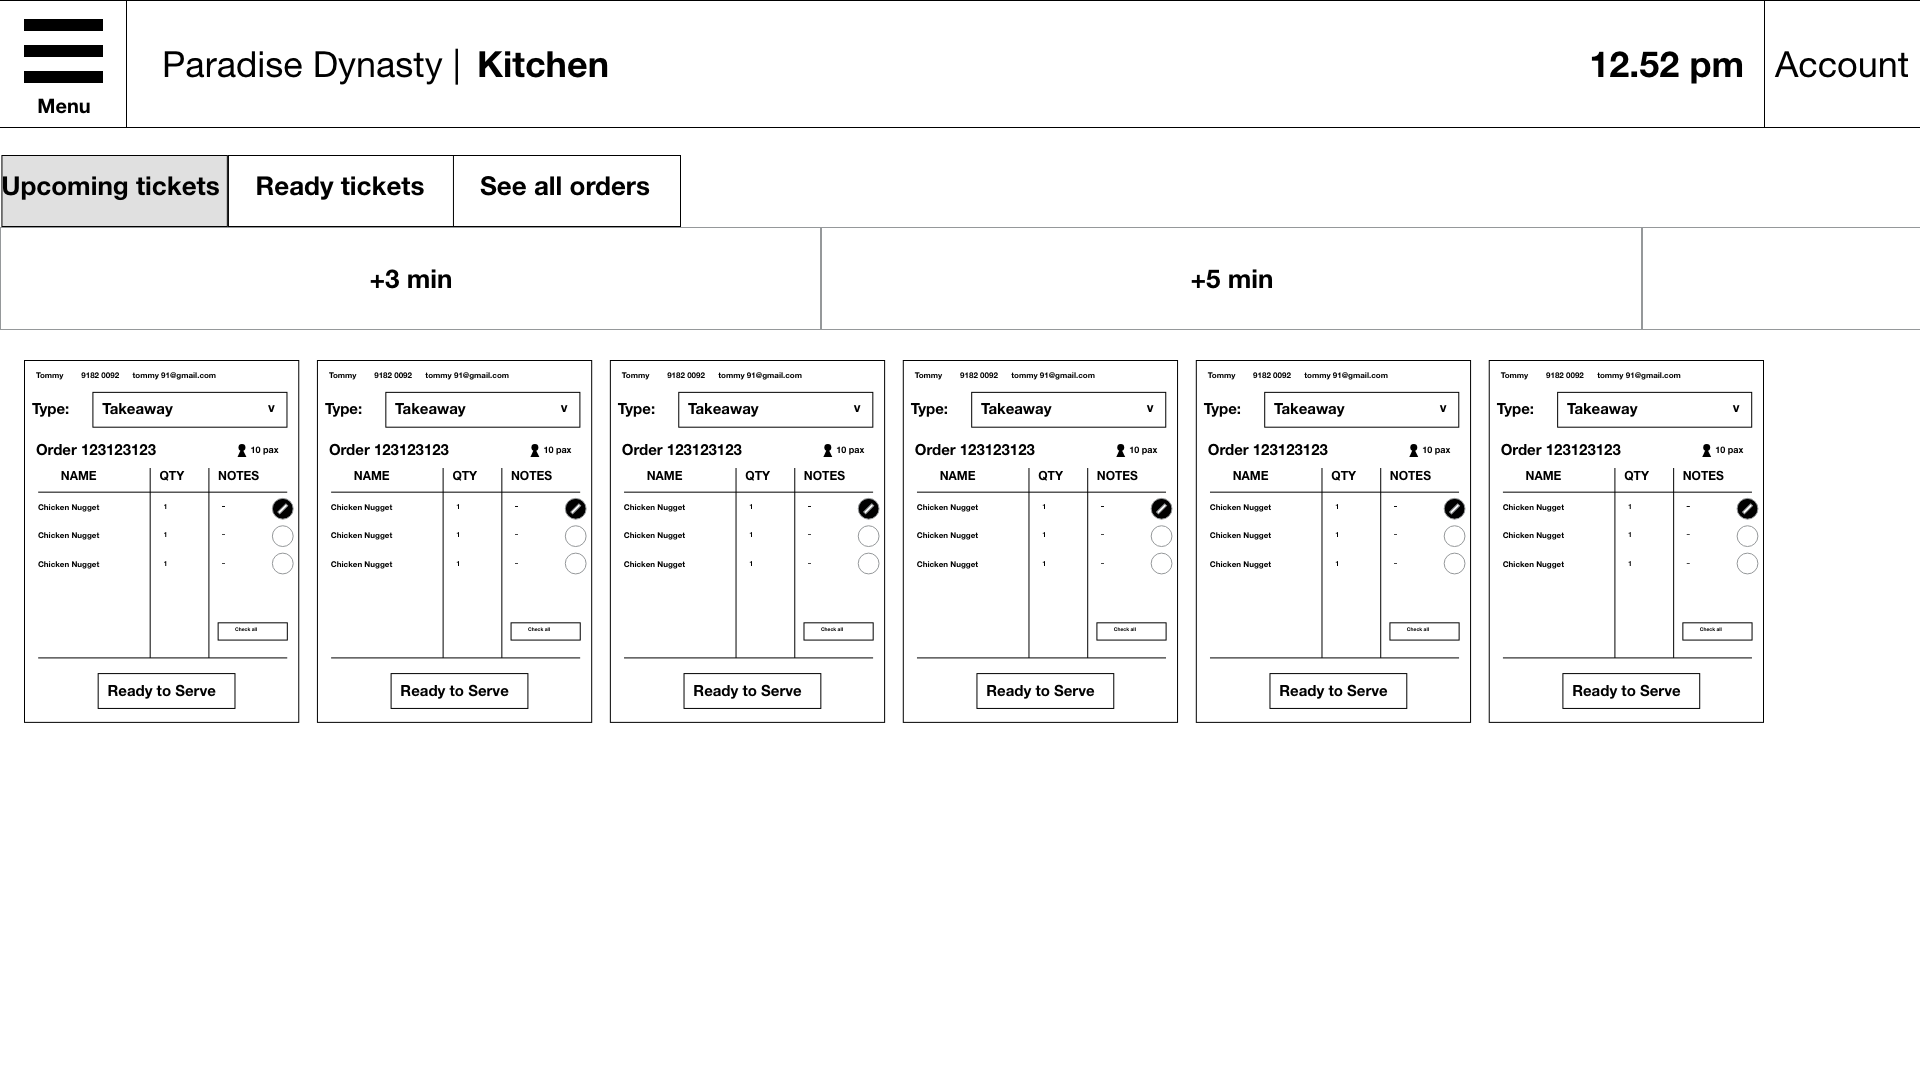 Menu
Paradise Dynasty | Kitchen
12.52 pm
Account
Upcoming tickets
Ready tickets
See all orders
+3 min
+5 min
Tommy 9182 0092 tommy 91@gmail.com
Type: Takeaway v
Order 123123123 10 pax
NAME QTY NOTES
Chicken Nugget 1 -
Chicken Nugget 1 -
Chicken Nugget 1 -
Check all
Ready to Serve
Tommy 9182 0092 tommy 91@gmail.com
Type: Takeaway v
Order 123123123 10 pax
NAME QTY NOTES
Chicken Nugget 1 -
Chicken Nugget 1 -
Chicken Nugget 1 -
Check all
Ready to Serve
Tommy 9182 0092 tommy 91@gmail.com
Type: Takeaway v
Order 123123123 10 pax
NAME QTY NOTES
Chicken Nugget 1 -
Chicken Nugget 1 -
Chicken Nugget 1 -
Check all
Ready to Serve
Tommy 9182 0092 tommy 91@gmail.com
Type: Takeaway v
Order 123123123 10 pax
NAME QTY NOTES
Chicken Nugget 1 -
Chicken Nugget 1 -
Chicken Nugget 1 -
Check all
Ready to Serve
Tommy 9182 0092 tommy 91@gmail.com
Type: Takeaway v
Order 123123123 10 pax
NAME QTY NOTES
Chicken Nugget 1 -
Chicken Nugget 1 -
Chicken Nugget 1 -
Check all
Ready to Serve
Tommy 9182 0092 tommy 91@gmail.com
Type: Takeaway v
Order 123123123 10 pax
NAME QTY NOTES
Chicken Nugget 1 -
Chicken Nugget 1 -
Chicken Nugget 1 -
Check all
Ready to Serve